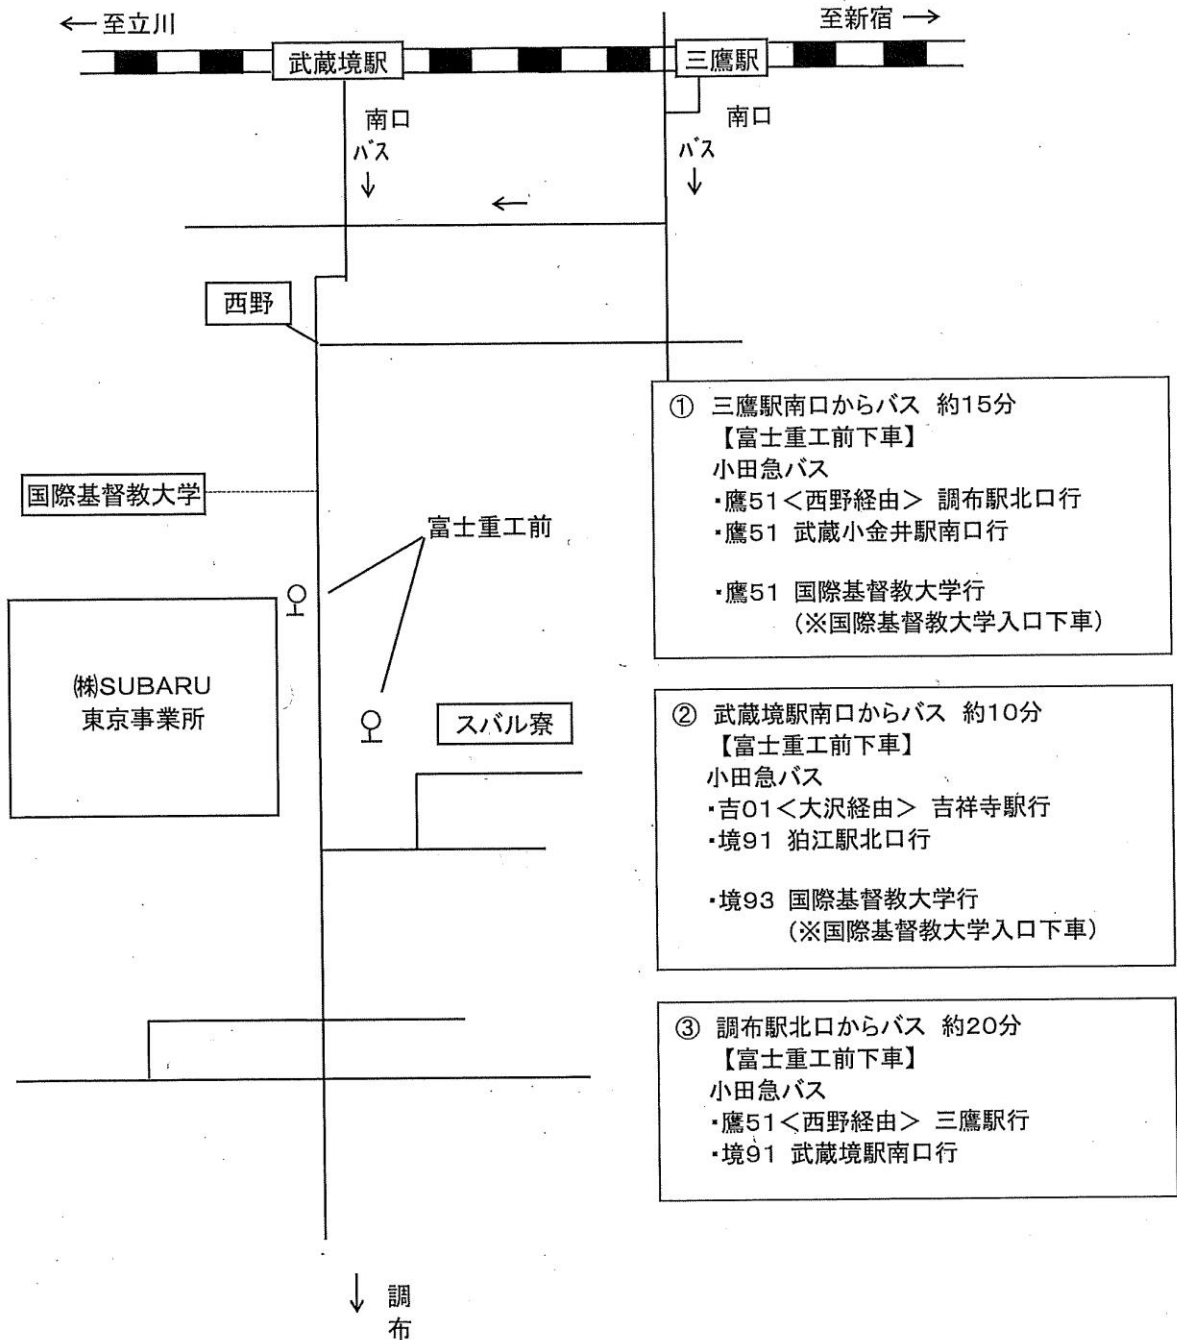 ←至立川
至新宿→
武蔵境駅
三鷹駅
南口
バス
↓
南口
バス
↓
←
西野
国際基督教大学
富士重工前
㈱SUBARU
東京事業所
スバル寮
① 三鷹駅南口からバス 約15分
【富士重工前下車】
小田急バス
・鷹51<西野経由> 調布駅北口行
・鷹51 武蔵小金井駅南口行
・鷹51 国際基督教大学行
(※国際基督教大学入口下車)
② 武蔵境駅南口からバス 約10分
【富士重工前下車】
小田急バス
・吉01<大沢経由> 吉祥寺駅行
・境91 狛江駅北口行
・境93 国際基督教大学行
(※国際基督教大学入口下車)
③ 調布駅北口からバス 約20分
【富士重工前下車】
小田急バス
・鷹51<西野経由> 三鷹駅行
・境91 武蔵境駅南口行
↓ 調布